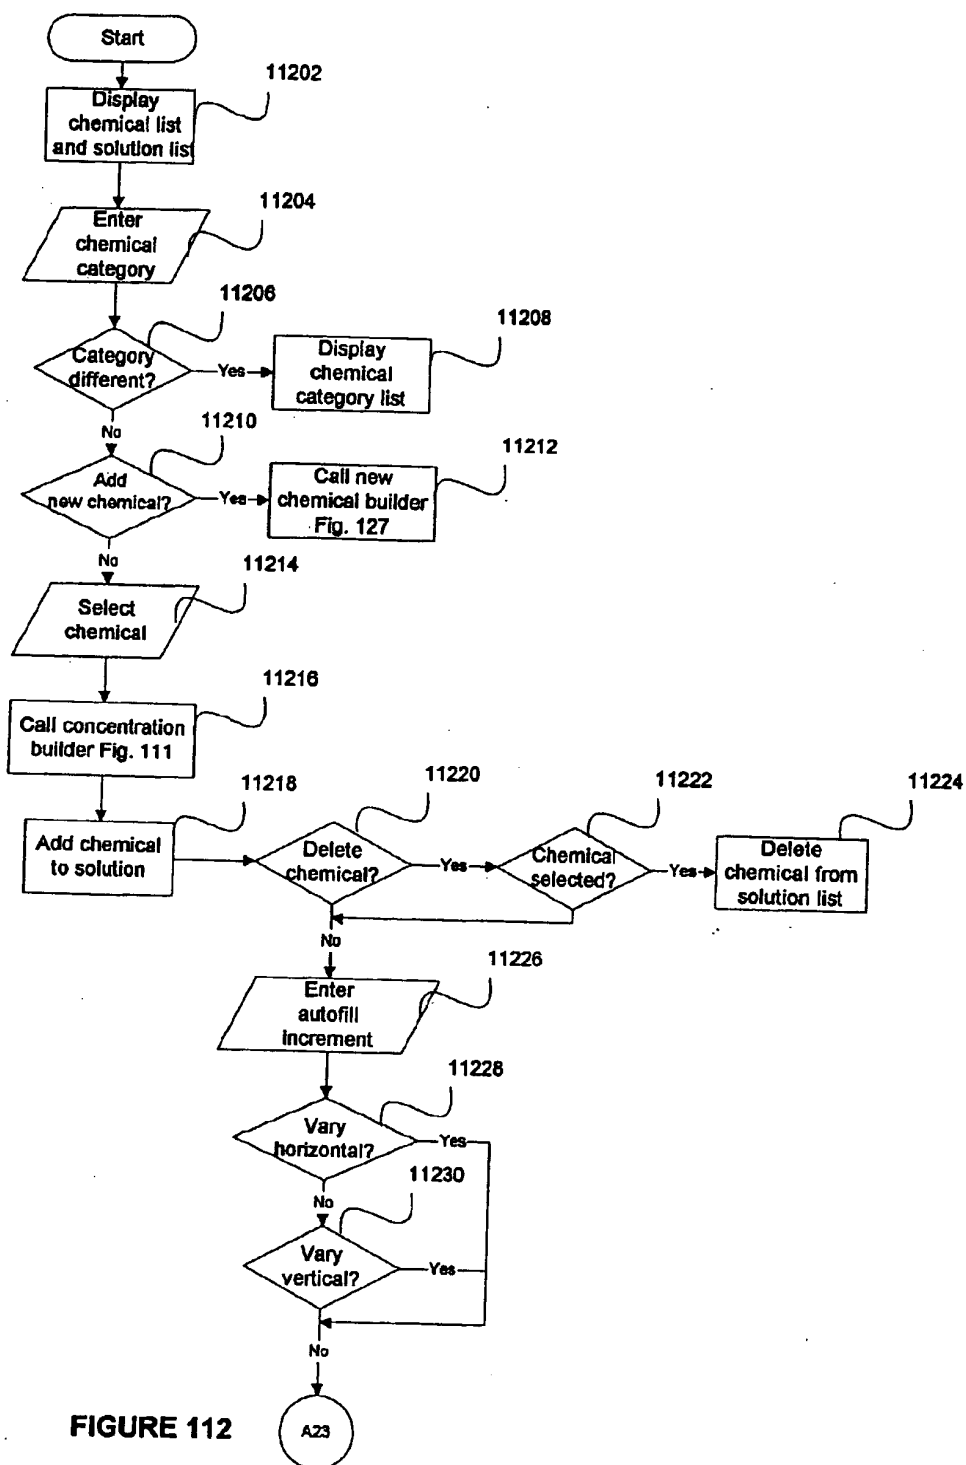 Start
11202
Display
chemical list
and solution list
11204
Enter
chemical
category
11206
Category
different?
Yes
11208
Display
chemical
category list
No
11210
Add
new chemical?
Yes
11212
Call new
chemical builder
Fig. 127
No
11214
Select
chemical
11216
Call concentration
builder Fig. 111
11218
Add chemical
to solution
11220
Delete
chemical?
Yes
11222
Chemical
selected?
Yes
11224
Delete
chemical from
solution list
No
11226
Enter
autofill
increment
11228
Vary
horizontal?
Yes
No
11230
Vary
vertical?
Yes
No
A23
FIGURE 112